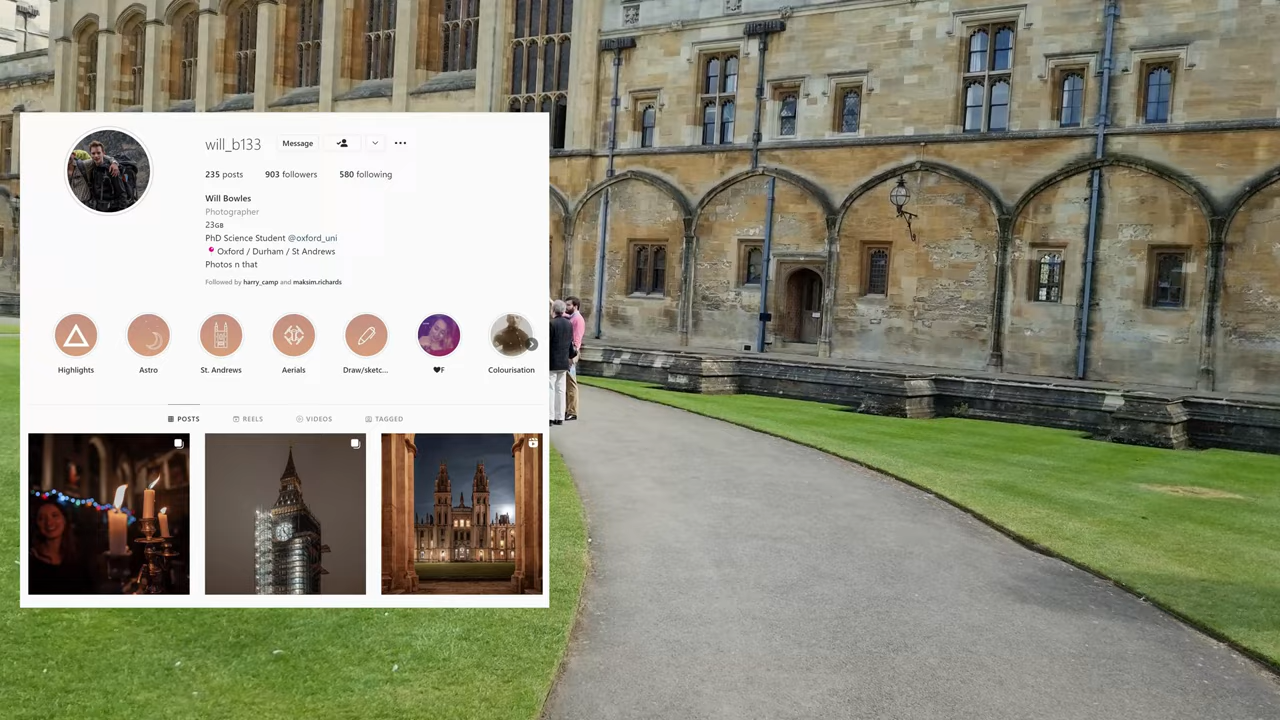 will_b133 Message
235 posts 903 followers 580 following
Will Bowles
Photographer
23GB
PhD Science Student @oxford_uni
Oxford / Durham / St Andrews
Photos n that
Followed by harry_camp and maksim.richards
Highlights Astro St. Andrews Aerials Draw/sketc... F Colourisation
POSTS REELS VIDEOS TAGGED